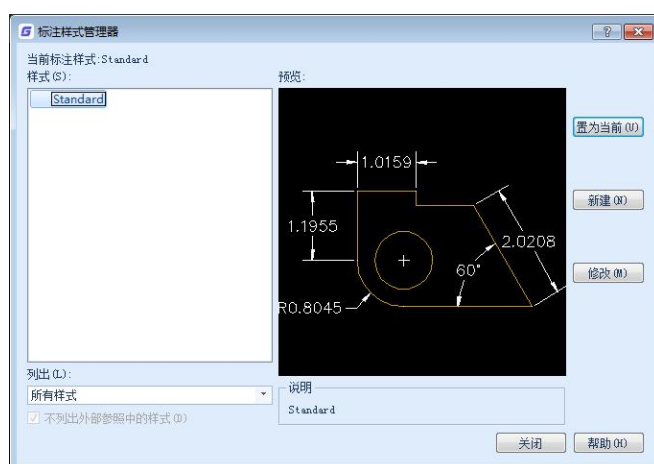 标注样式管理器
当前标注样式:Standard
样式(S):
预览:
Standard
置为当前(U)
1.0159
新建(N)
1.1955
2.0208
60°
修改(M)
R0.8045
列出(L):
所有样式
说明
不列出外部参照中的样式(D)
Standard
关闭
帮助(H)